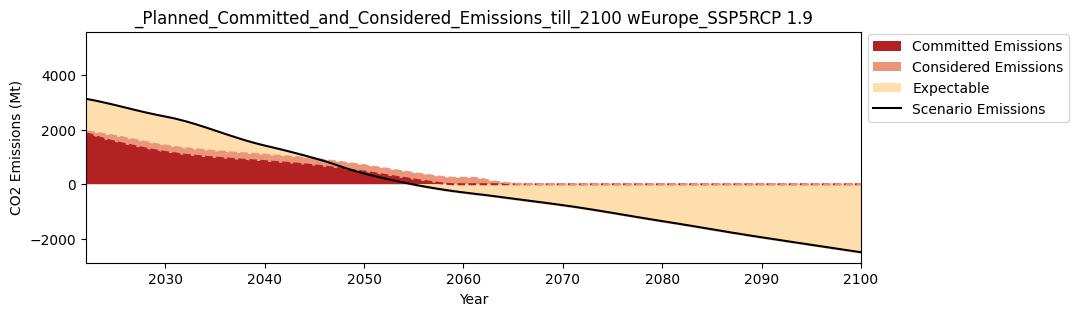 _Planned_Committed_and_Considered_Emissions_till_2100 wEurope_SSP5RCP 1.9
Committed Emissions
Considered Emissions
Expectable
Scenario Emissions
CO2 Emissions (Mt)
4000
2000
0
−2000
2030
2040
2050
2060
2070
2080
2090
2100
Year